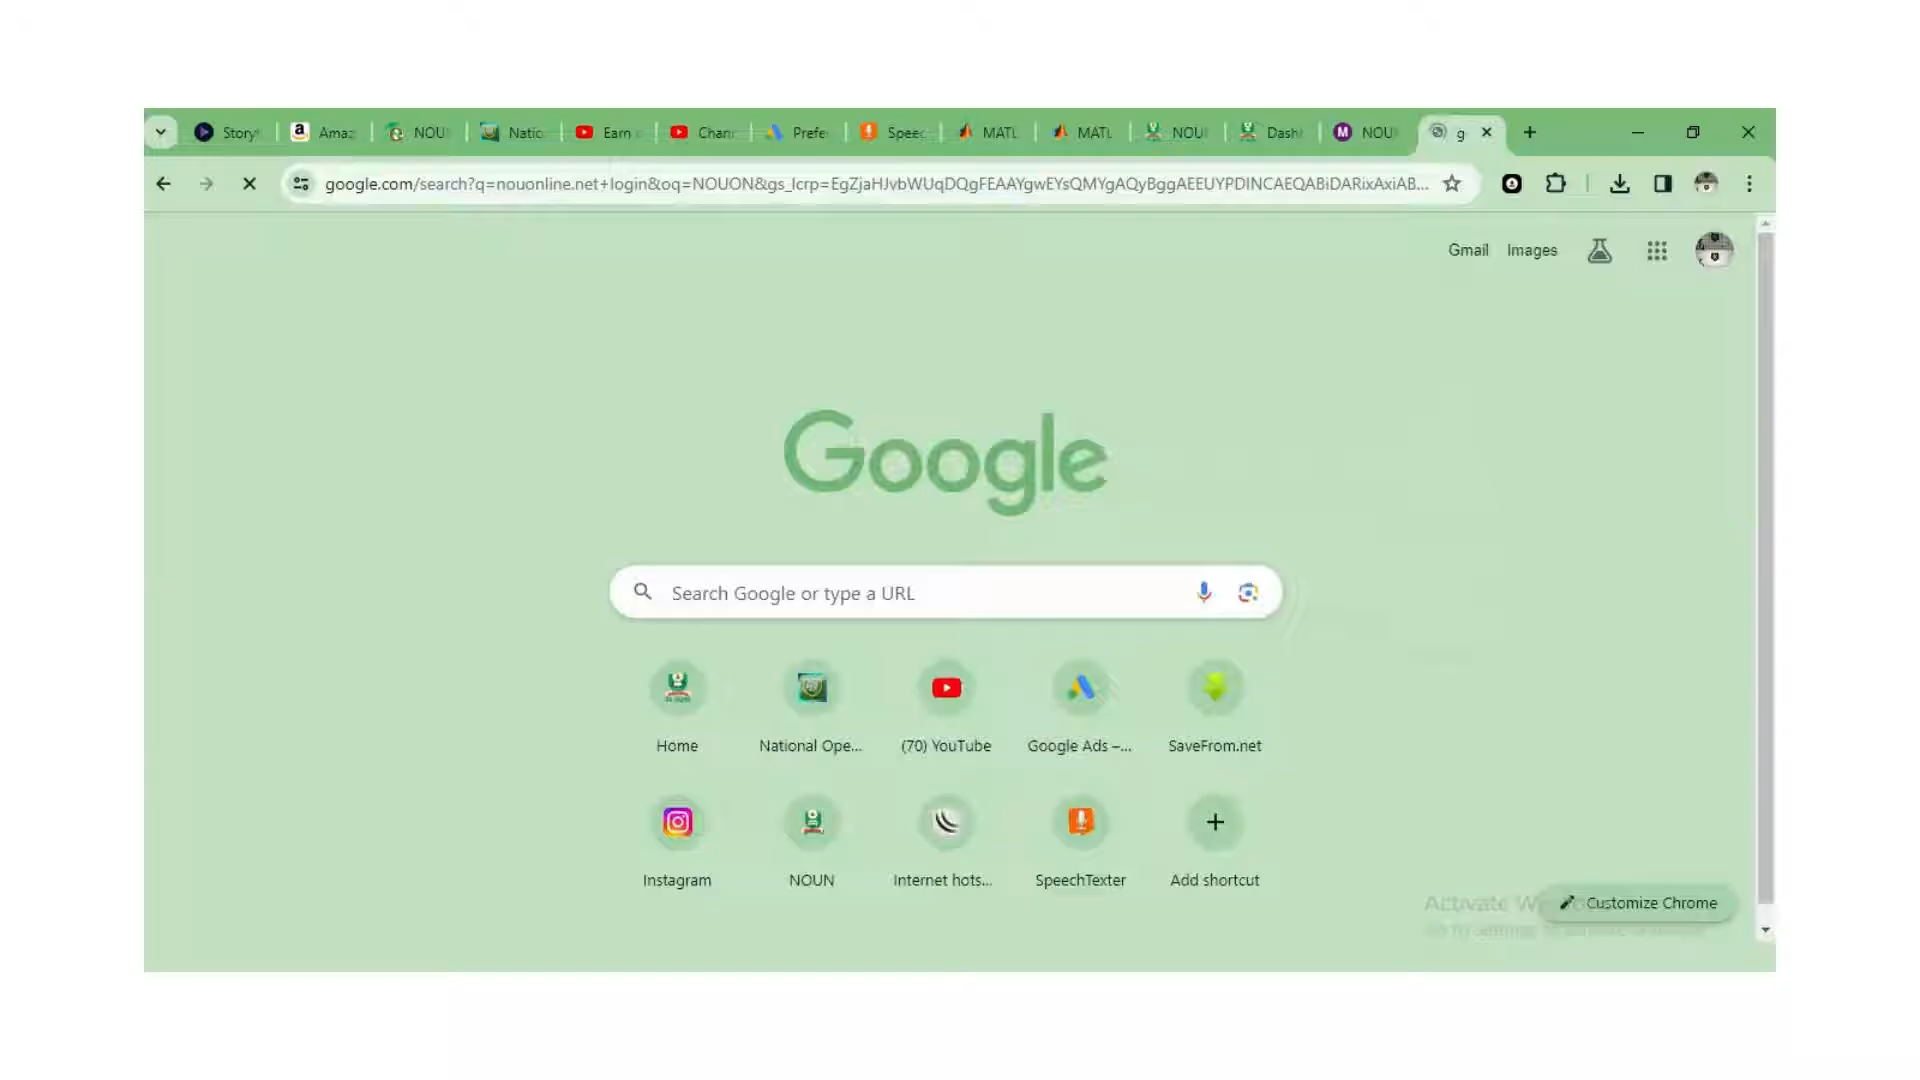 Story
Amaz
NOU
Natio
Earn
Chan
Prefe
Speec
MATL
MATL
NOU
Dash
NOU
g
google.com/search?q=nouonline.net+login&oq=NOUON&gs_lcrp=EgZjaHJvbWUqDQgFEAAYgwEYsQMYgAQyBggAEEUYPDINCAEQABiDARixAxiAB...
Gmail Images
Google
Search Google or type a URL
Home
National Ope...
(70) YouTube
Google Ads –...
SaveFrom.net
Instagram
NOUN
Internet hots...
SpeechTexter
Add shortcut
Activate
Customize Chrome